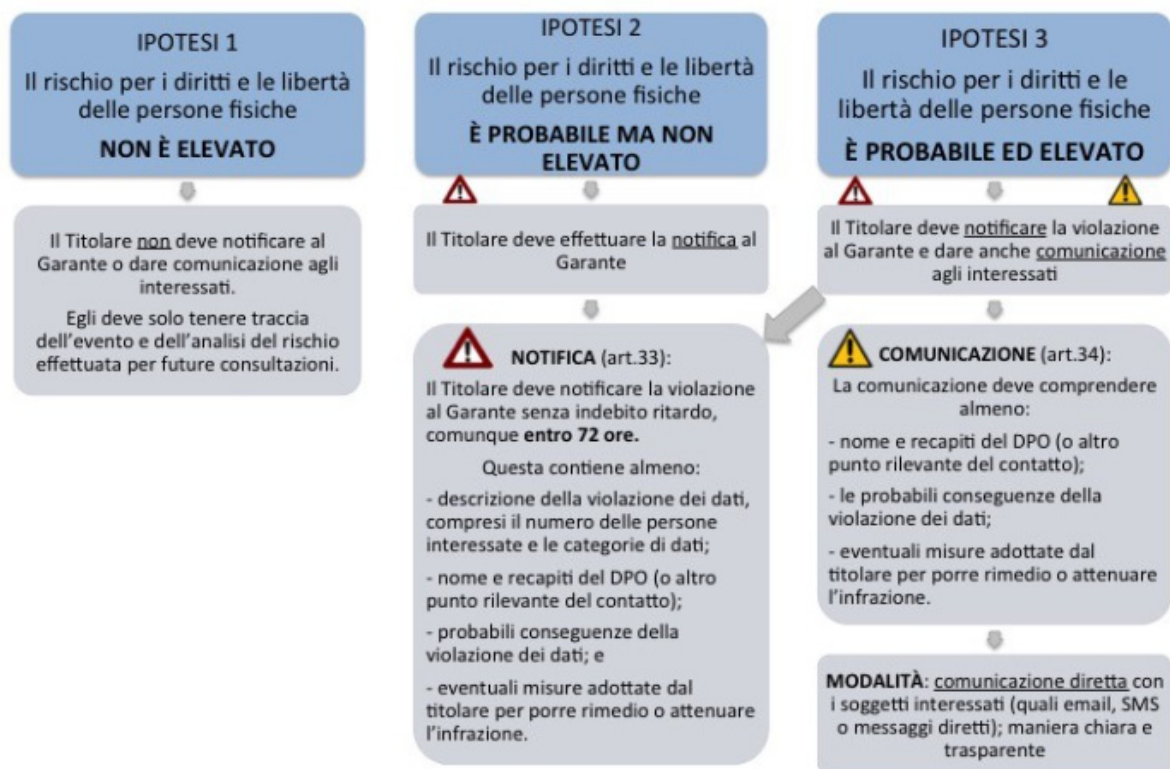 IPOTESI 1
Il rischio per i diritti e le libertà
delle persone fisiche
NON È ELEVATO
Il Titolare non deve notificare al
Garante o dare comunicazione agli
interessati.
Egli deve solo tenere traccia
dell'evento e dell'analisi del rischio
effettuata per future consultazioni.
IPOTESI 2
Il rischio per i diritti e le libertà
delle persone fisiche
È PROBABILE MA NON
ELEVATO
Il Titolare deve effettuare la notifica al
Garante
NOTIFICA (art.33):
Il Titolare deve notificare la violazione
al Garante senza indebito ritardo,
comunque entro 72 ore.
Questa contiene almeno:
- descrizione della violazione dei dati,
compresi il numero delle persone
interessate e le categorie di dati;
- nome e recapiti del DPO (o altro
punto rilevante del contatto);
- probabili conseguenze della
violazione dei dati; e
- eventuali misure adottate dal
titolare per porre rimedio o attenuare
l'infrazione.
IPOTESI 3
Il rischio per i diritti e le
libertà delle persone fisiche
È PROBABILE ED ELEVATO
Il Titolare deve notificare la violazione
al Garante e dare anche comunicazione
agli interessati
COMUNICAZIONE (art.34):
La comunicazione deve comprendere
almeno:
- nome e recapiti del DPO (o altro
punto rilevante del contatto);
- le probabili conseguenze della
violazione dei dati;
- eventuali misure adottate dal
titolare per porre rimedio o attenuare
l'infrazione.
MODALITÀ: comunicazione diretta con
i soggetti interessati (quali email, SMS
o messaggi diretti); maniera chiara e
trasparente